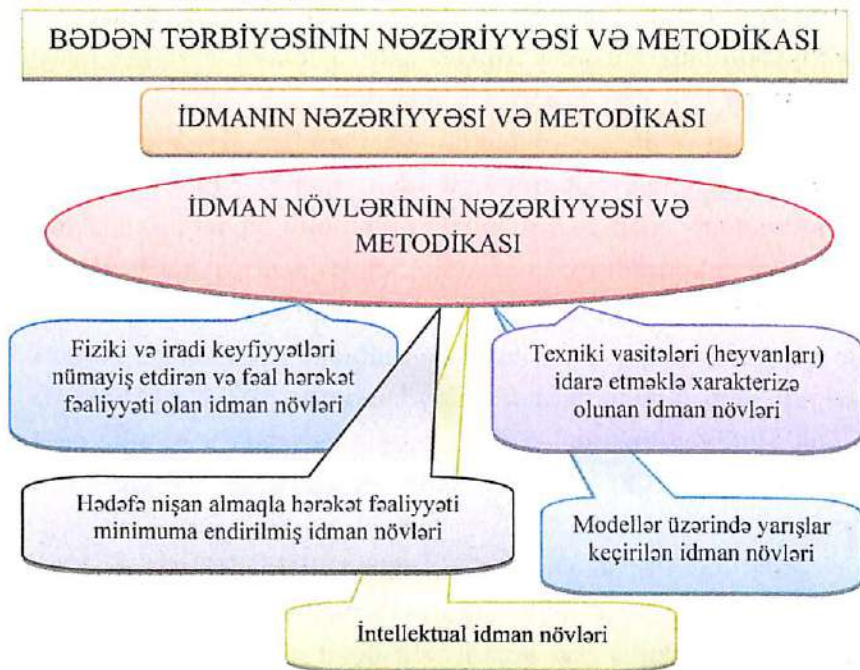 BƏDƏN TƏRBİYƏSİNİN NƏZƏRİYYƏSİ VƏ METODİKASI
İDMANIN NƏZƏRİYYƏSİ VƏ METODİKASI
İDMAN NÖVLƏRİNİN NƏZƏRİYYƏSİ VƏ
METODİKASI
Fiziki və iradi keyfiyyətləri
nümayiş etdirən və fəal hərəkət
fəaliyyəti olan idman növləri
Texniki vasitələri (heyvanları)
idarə etməklə xarakterizə
olunan idman növləri
Hədəfə nişan almaqla hərəkət fəaliyyəti
minimuma endirilmiş idman növləri
Modellər üzərində yarışlar
keçirilən idman növləri
İntellektual idman növləri